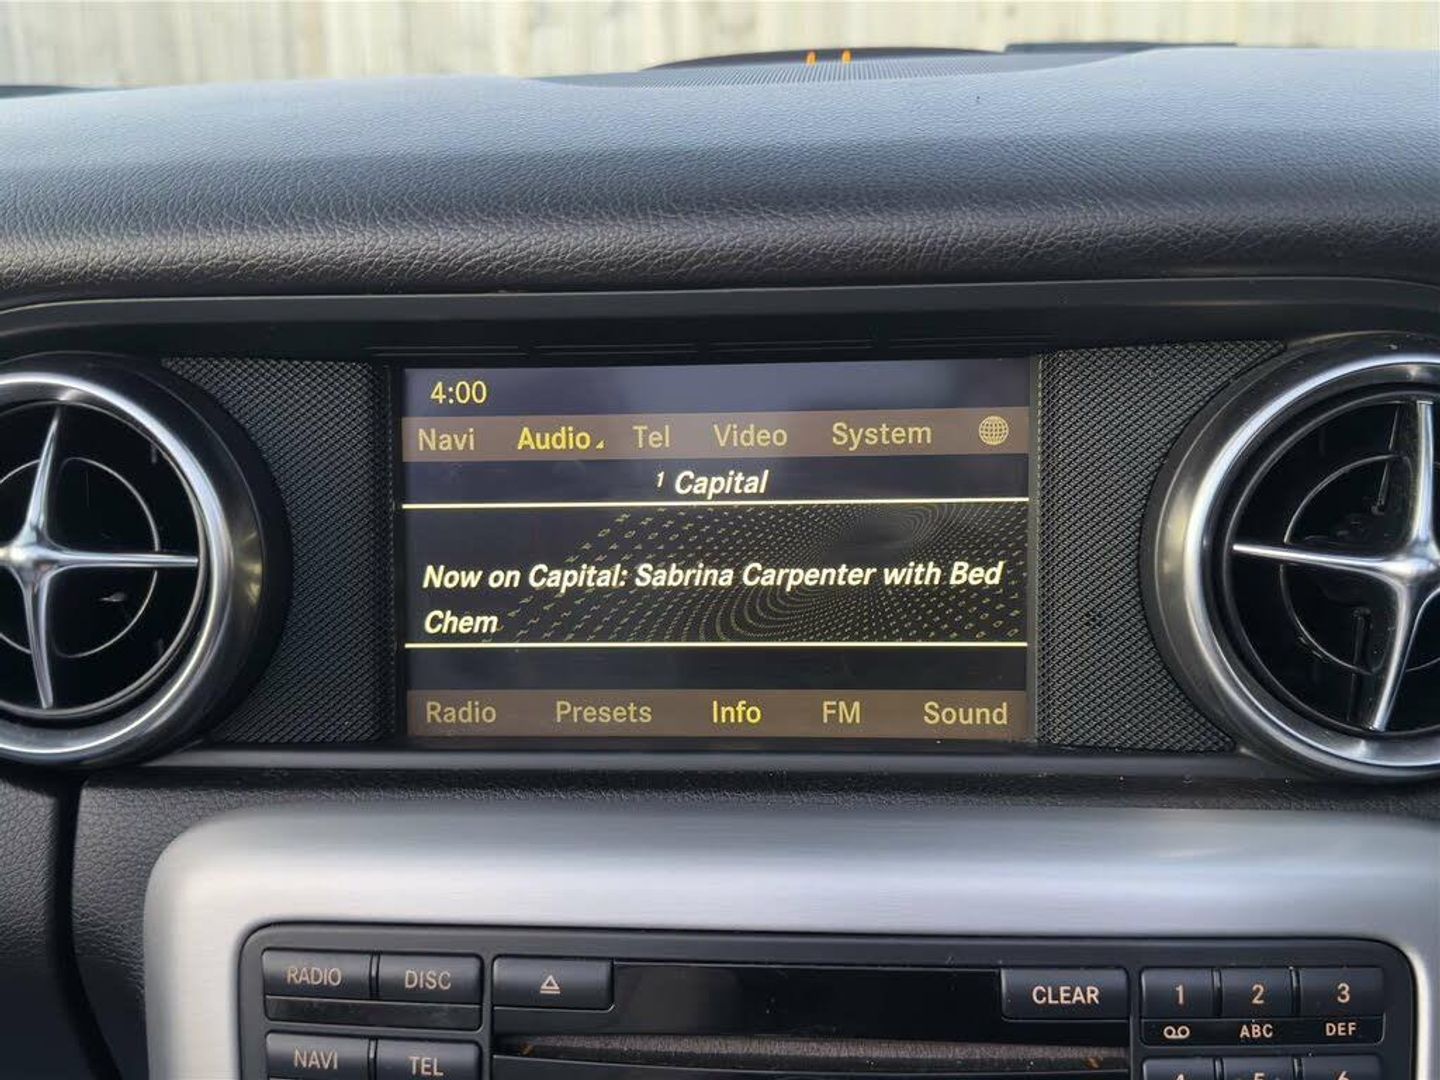 4:00
Navi Audio Tel Video System
1 Capital
Now on Capital: Sabrina Carpenter with Bed
Chem
Radio Presets Info FM Sound
RADIO DISC CLEAR 1 2 3
ABC DEF
NAVI TEL